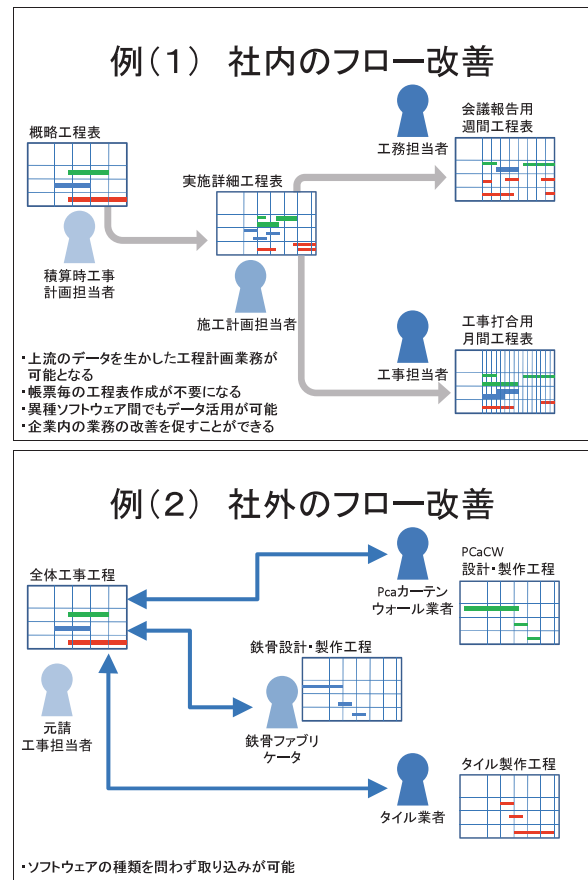 例(1) 社内のフロー改善
概略工程表
積算時工事
計画担当者
実施詳細工程表
施工計画担当者
工務担当者
会議報告用
週間工程表
工事担当者
工事打合用
月間工程表
・上流のデータを生かした工程計画業務が
可能となる
・帳票毎の工程表作成が不要になる
・異種ソフトウェア間でもデータ活用が可能
・企業内の業務の改善を促すことができる
例(2) 社外のフロー改善
全体工事工程
元請
工事担当者
Pcaカーテン
ウォール業者
PCaCW
設計・製作工程
鉄骨設計・製作工程
鉄骨ファブリ
ケータ
タイル業者
タイル製作工程
・ソフトウェアの種類を問わず取り込みが可能